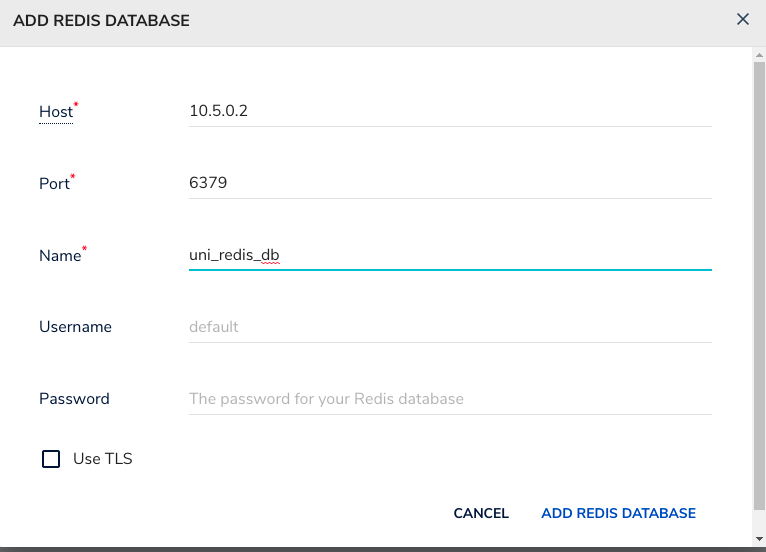 ADD REDIS DATABASE
Host* 10.5.0.2
Port* 6379
Name* uni_redis_db
Username default
Password The password for your Redis database
Use TLS
CANCEL ADD REDIS DATABASE